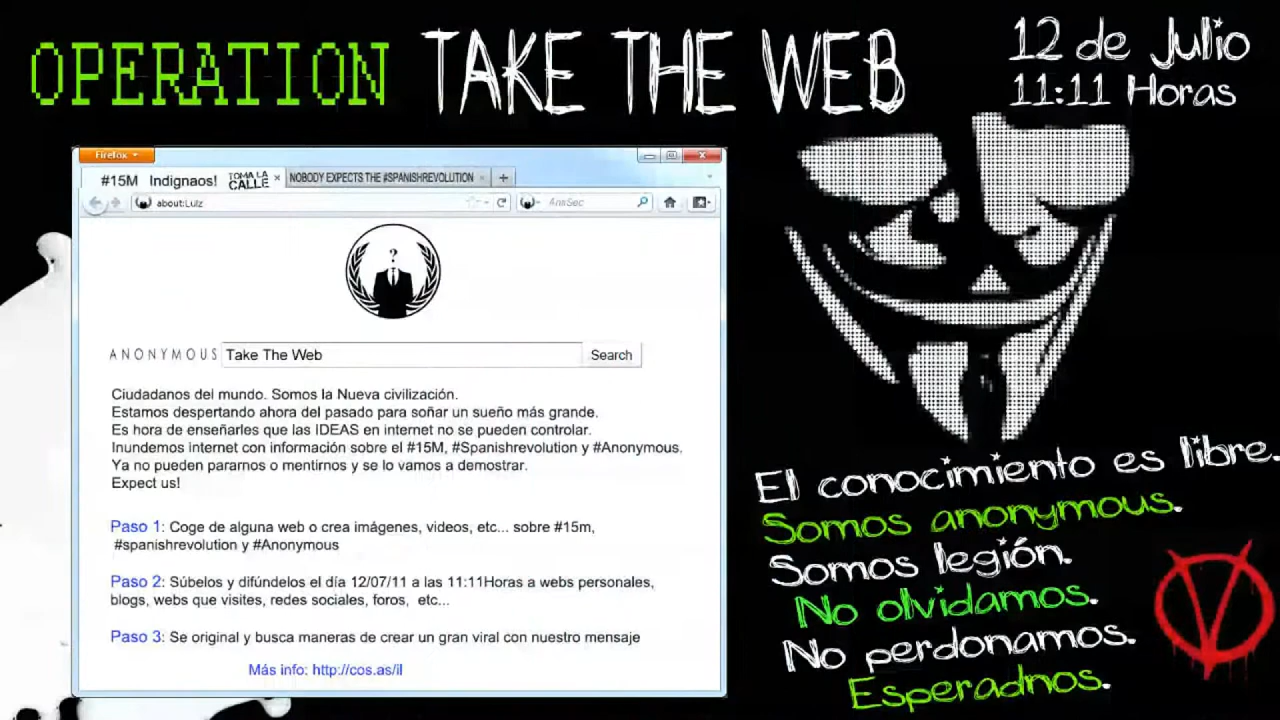 OPERATION TAKE THE WEB
12 de Julio
11:11 Horas
Firefox
#15M Indignaos! TOMA LA CALLE
NOBODY EXPECTS THE #SPANISHREVOLUTION
about:Lulz
AnxSec
?
ANONYMOUS Take The Web Search
Ciudadanos del mundo. Somos la Nueva civilización.
Estamos despertando ahora del pasado para soñar un sueño más grande.
Es hora de enseñarles que las IDEAS en internet no se pueden controlar.
Inundemos internet con información sobre el #15M, #Spanishrevolution y #Anonymous.
Ya no pueden pararnos o mentirnos y se lo vamos a demostrar.
Expect us!
Paso 1: Coge de alguna web o crea imágenes, videos, etc... sobre #15m,
#spanishrevolution y #Anonymous
Paso 2: Súbelos y difúndelos el día 12/07/11 a las 11:11Horas a webs personales,
blogs, webs que visites, redes sociales, foros, etc...
Paso 3: Se original y busca maneras de crear un gran viral con nuestro mensaje
Más info: http://cos.as/il
El conocimiento es libre.
Somos anonymous.
Somos legión.
No olvidamos.
No perdonamos.
Esperadnos.
V